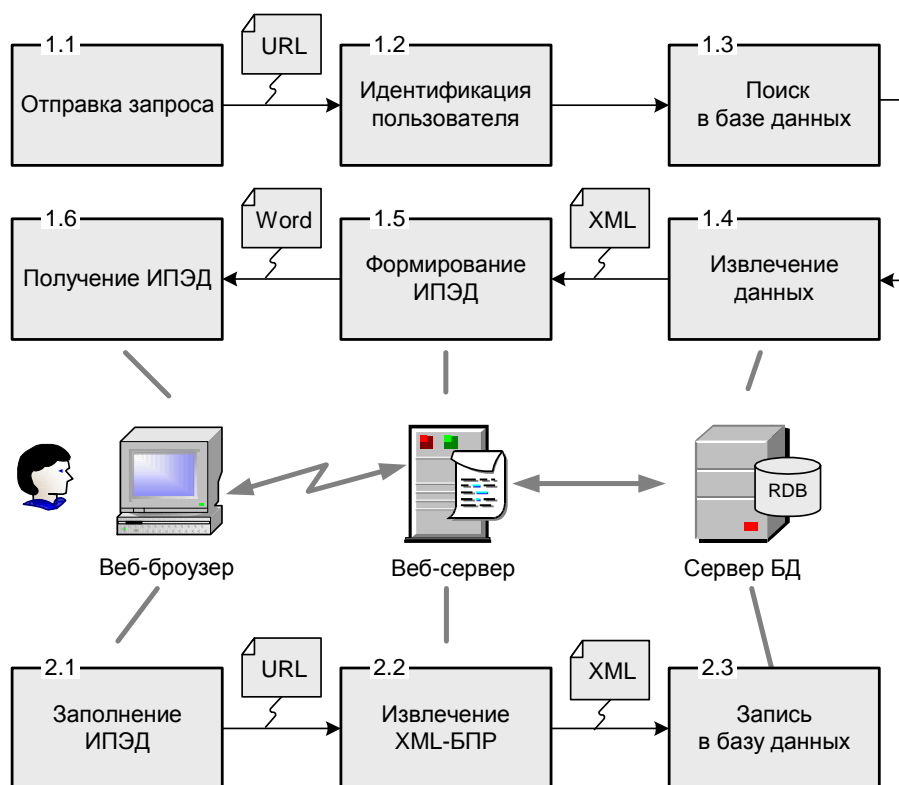 1.1
URL
1.2
1.3
Отправка запроса
Идентификация
пользователя
Поиск
в базе данных
1.6
Word
1.5
XML
1.4
Получение ИПЭД
Формирование
ИПЭД
Извлечение
данных
RDB
Веб-броузер
Веб-сервер
Сервер БД
2.1
URL
2.2
XML
2.3
Заполнение
ИПЭД
Извлечение
XML-БПР
Запись
в базу данных